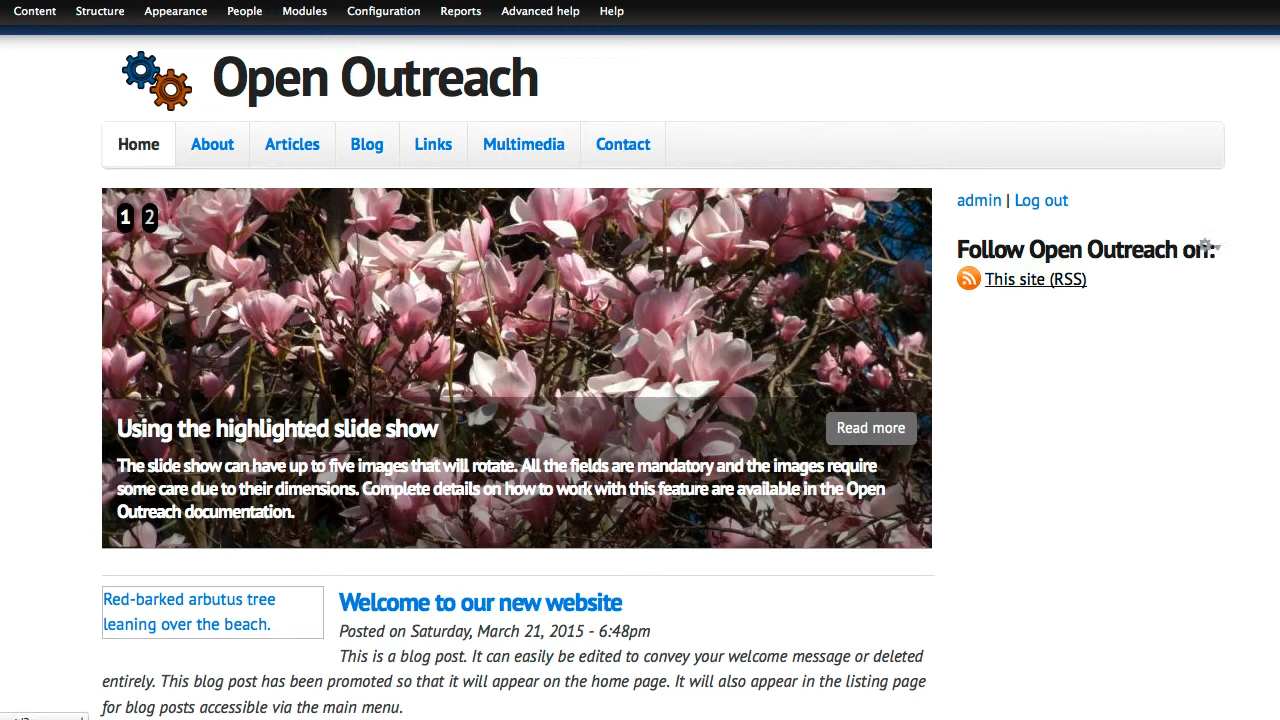 Content Structure Appearance People Modules Configuration Reports Advanced help Help
Open Outreach
Home About Articles Blog Links Multimedia Contact
1 2
admin | Log out
Follow Open Outreach on:
This site (RSS)
Using the highlighted slide show
Read more
The slide show can have up to five images that will rotate. All the fields are mandatory and the images require
some care due to their dimensions. Complete details on how to work with this feature are available in the Open
Outreach documentation.
Red-barked arbutus tree
leaning over the beach.
Welcome to our new website
Posted on Saturday, March 21, 2015 - 6:48pm
This is a blog post. It can easily be edited to convey your welcome message or deleted
entirely. This blog post has been promoted so that it will appear on the home page. It will also appear in the listing page
for blog posts accessible via the main menu.